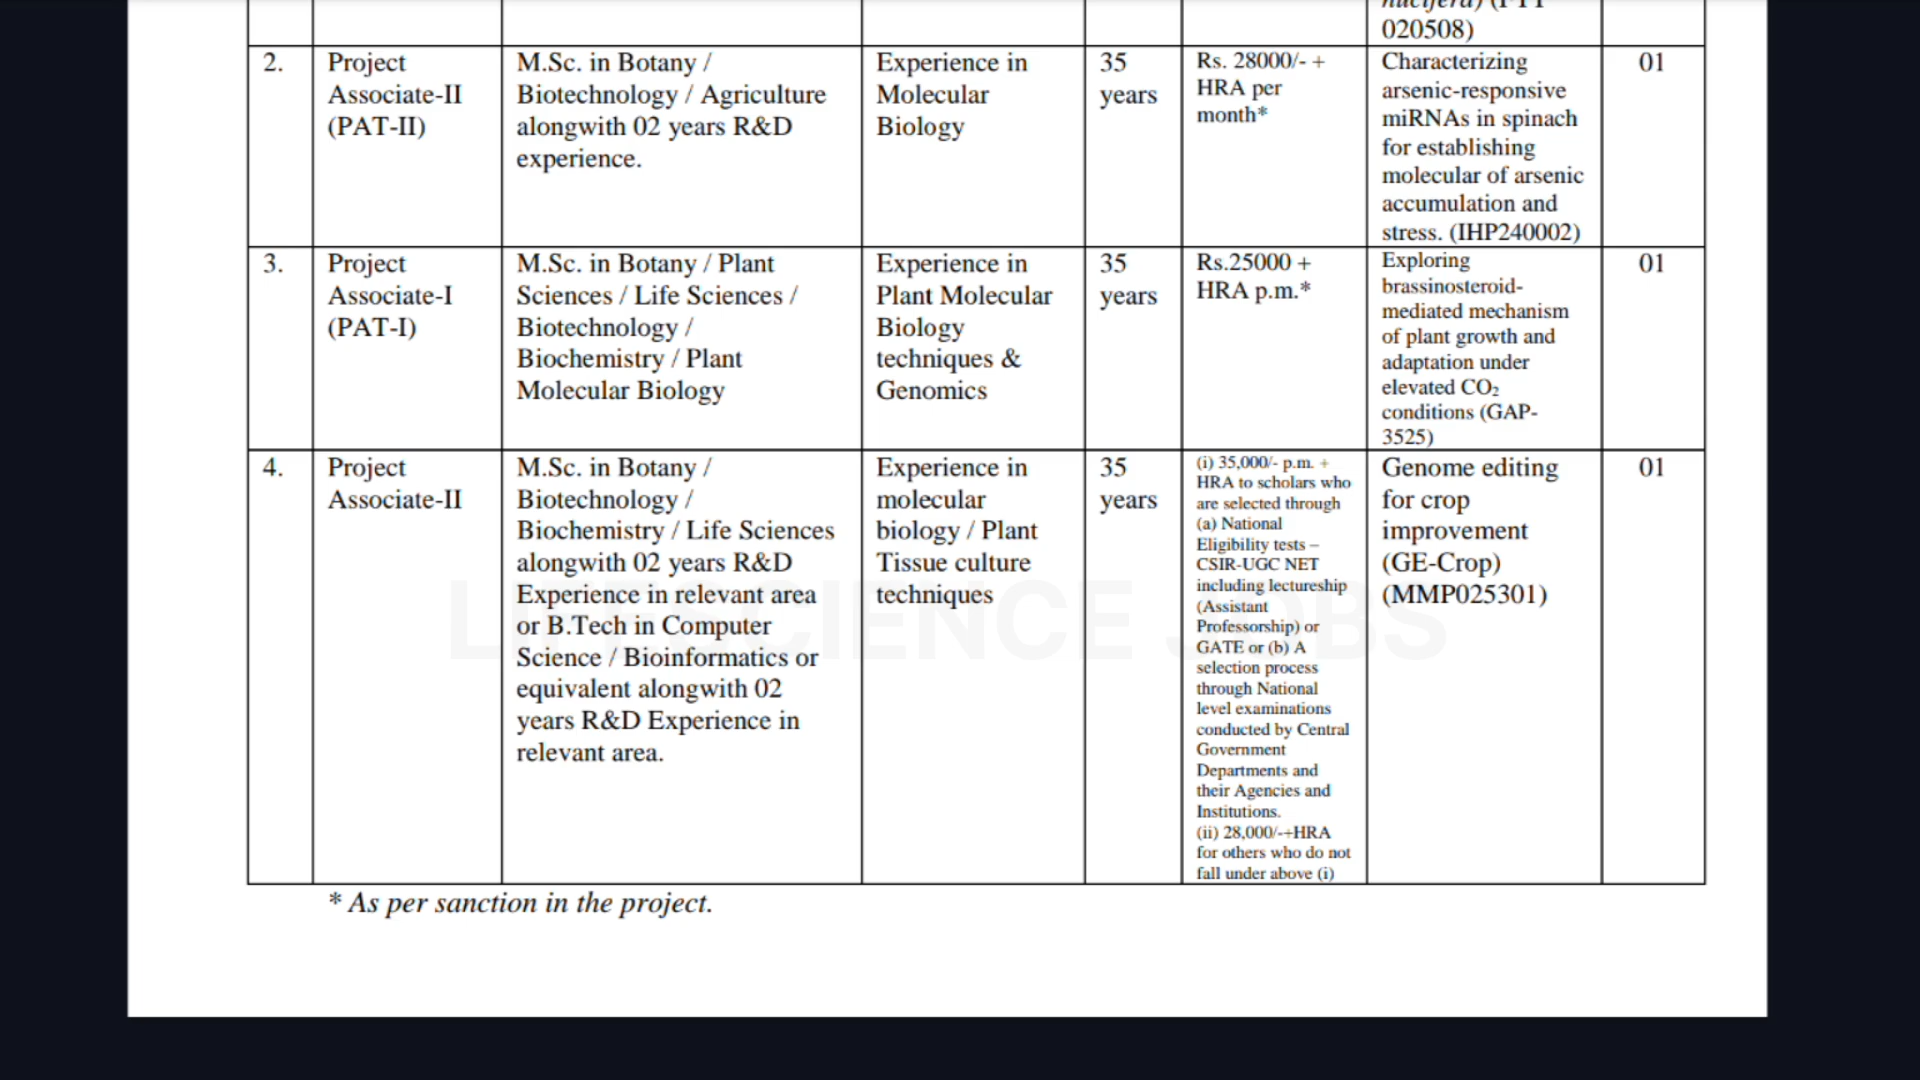 020508)
2.
Project
Associate-II
(PAT-II)
M.Sc. in Botany /
Biotechnology / Agriculture
alongwith 02 years R&D
experience.
Experience in
Molecular
Biology
35
years
Rs. 28000/- +
HRA per
month*
Characterizing
arsenic-responsive
miRNAs in spinach
for establishing
molecular of arsenic
accumulation and
stress. (IHP240002)
01
3.
Project
Associate-I
(PAT-I)
M.Sc. in Botany / Plant
Sciences / Life Sciences /
Biotechnology /
Biochemistry / Plant
Molecular Biology
Experience in
Plant Molecular
Biology
techniques &
Genomics
35
years
Rs.25000 +
HRA p.m.*
Exploring
brassinosteroid-
mediated mechanism
of plant growth and
adaptation under
elevated CO₂
conditions (GAP-
3525)
01
4.
Project
Associate-II
M.Sc. in Botany /
Biotechnology /
Biochemistry / Life Sciences
alongwith 02 years R&D
Experience in relevant area
or B.Tech in Computer
Science / Bioinformatics or
equivalent alongwith 02
years R&D Experience in
relevant area.
Experience in
molecular
biology / Plant
Tissue culture
techniques
35
years
(i) 35,000/- p.m. +
HRA to scholars who
are selected through
(a) National
Eligibility tests –
CSIR-UGC NET
including lectureship
(Assistant
Professorship) or
GATE or (b) A
selection process
through National
level examinations
conducted by Central
Government
Departments and
their Agencies and
Institutions.
(ii) 28,000/-+HRA
for others who do not
fall under above (i)
Genome editing
for crop
improvement
(GE-Crop)
(MMP025301)
01
* As per sanction in the project.
LIFESCIENCE JOBS